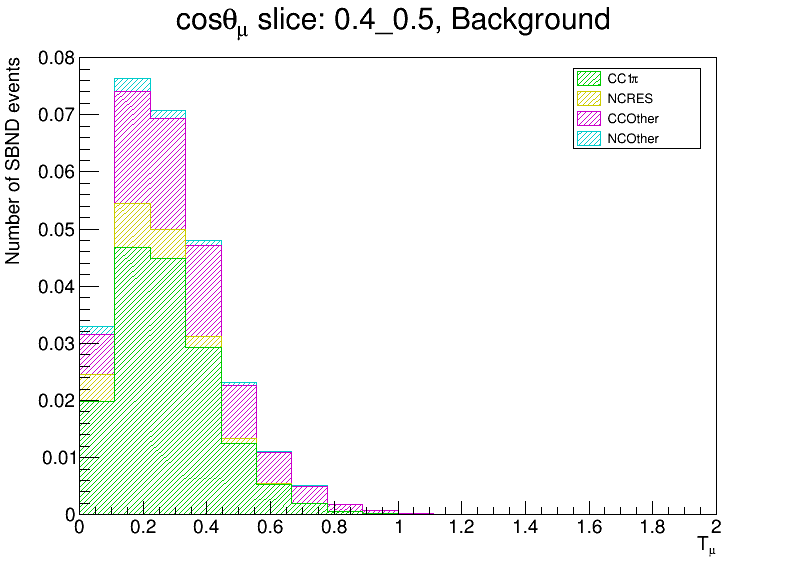 cosθμ slice: 0.4_0.5, Background
Number of SBND events
0.08
0.07
0.06
0.05
0.04
0.03
0.02
0.01
0
CC1π
NCRES
CCOther
NCOther
0 0.2 0.4 0.6 0.8 1 1.2 1.4 1.6 1.8 2
Tμ